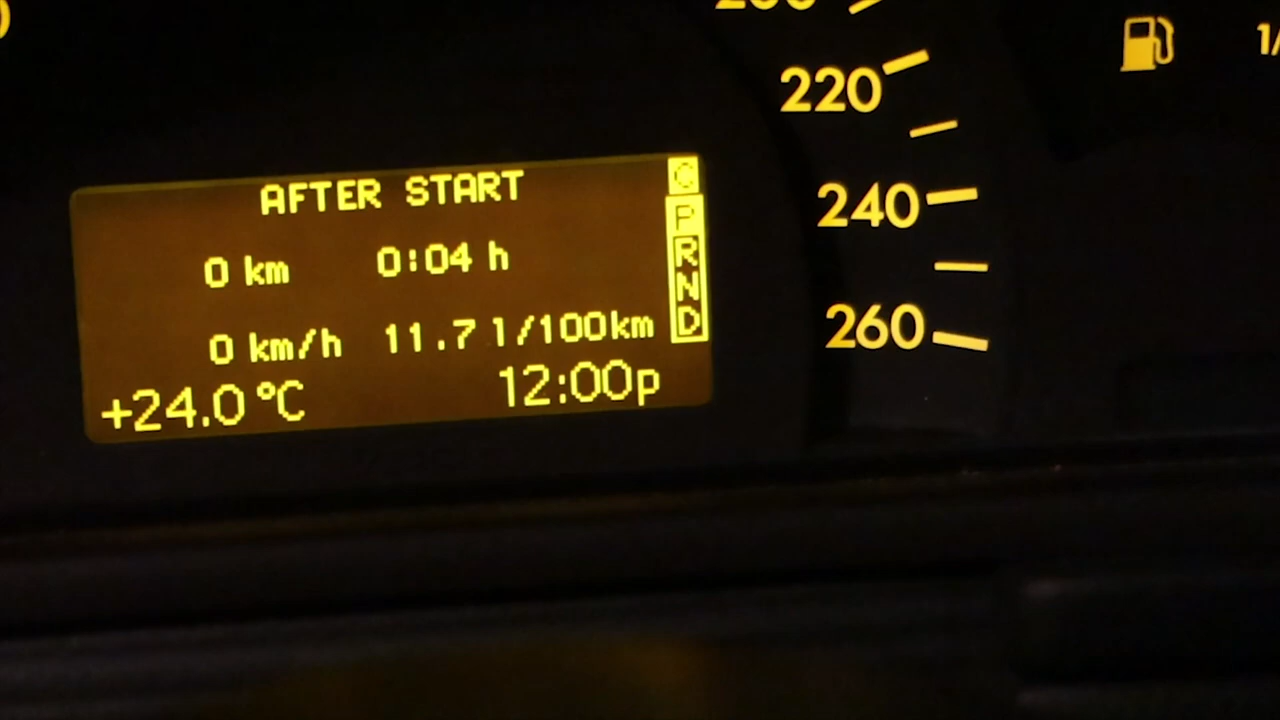 AFTER START
0 km 0:04 h
0 km/h 11.7 l/100km
+24.0 °C 12:00p
C
P
R
N
D
220
240
260